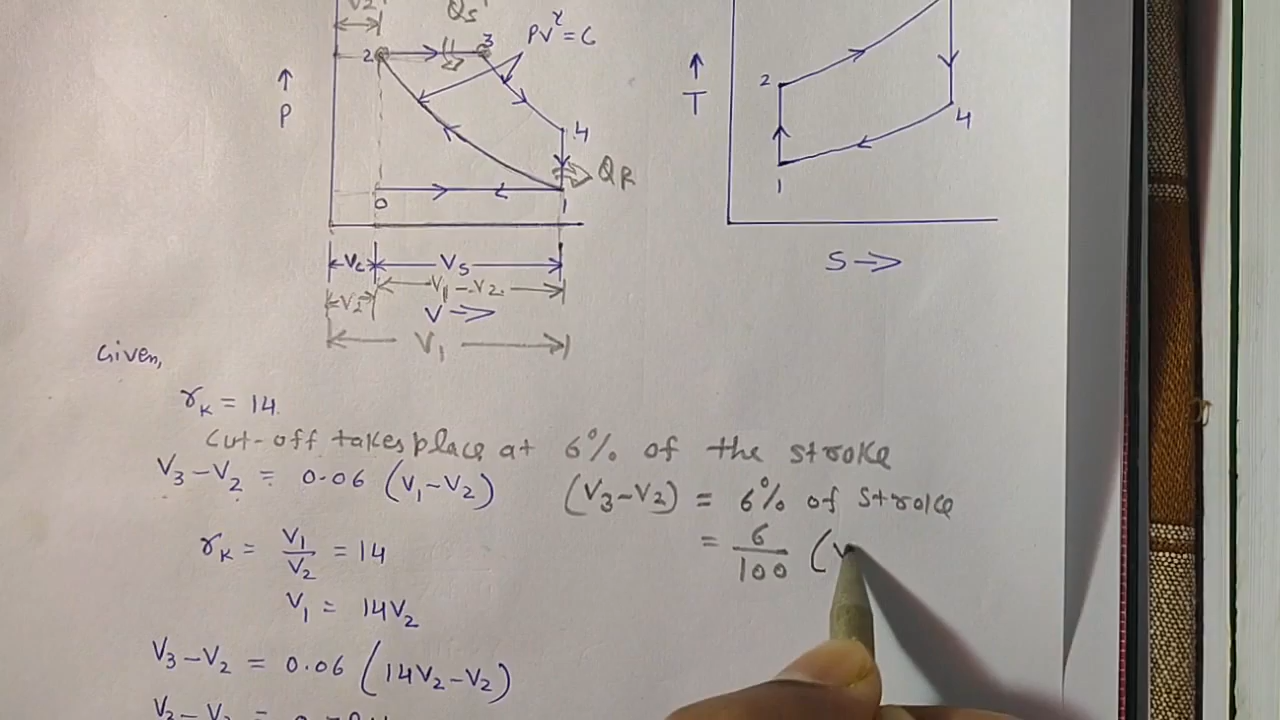 Qs
2
3
PV^γ = C
↑
P
4
QR
0
1
Vc
Vs
V1 - V2
V2
V →
V1
↑
T
2
1
4
S →
Given,
rK = 14.
Cut-off takes place at 6% of the stroke
V3 - V2 = 0.06 (V1 - V2)
(V3 - V2) = 6% of stroke
= 6/100 (V
rK = V1/V2 = 14
V1 = 14V2
V3 - V2 = 0.06 (14V2 - V2)